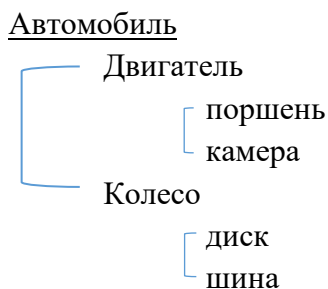 Автомобиль
Двигатель
поршень
камера
Колесо
диск
шина